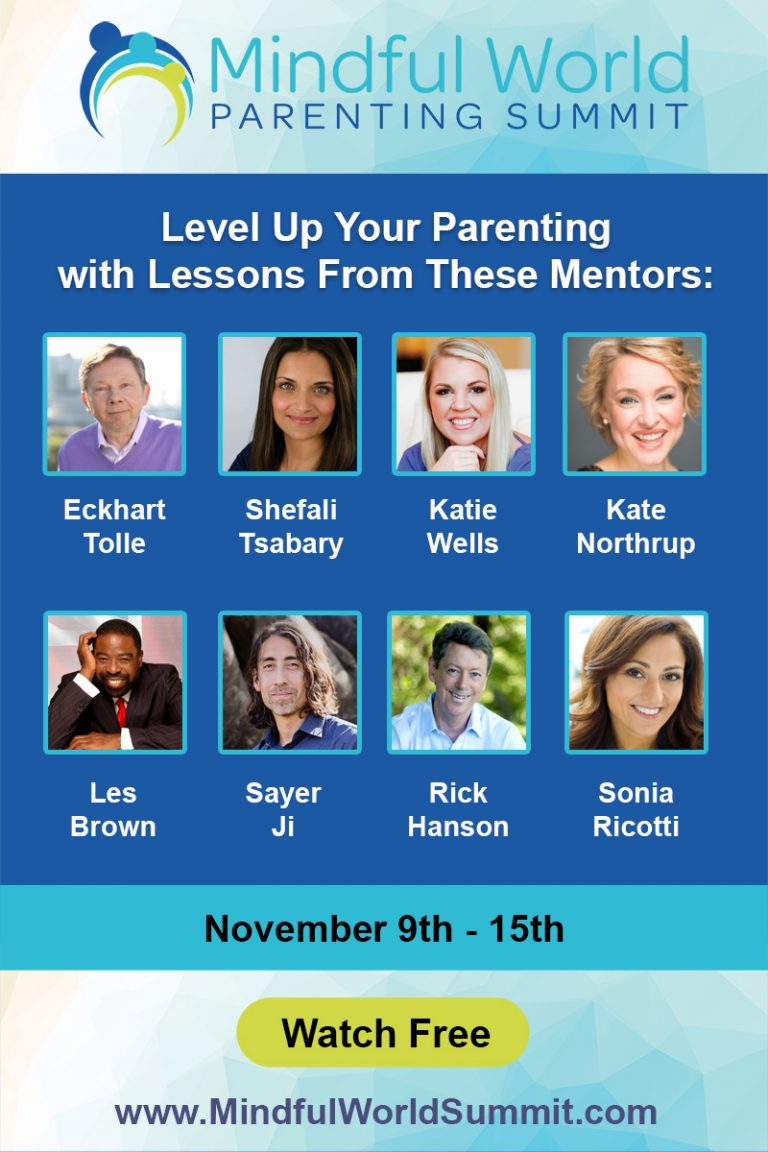 Mindful World
PARENTING SUMMIT
Level Up Your Parenting
with Lessons From These Mentors:
Eckhart
Tolle
Shefali
Tsabary
Katie
Wells
Kate
Northrup
Les
Brown
Sayer
Ji
Rick
Hanson
Sonia
Ricotti
November 9th - 15th
Watch Free
www.MindfulWorldSummit.com